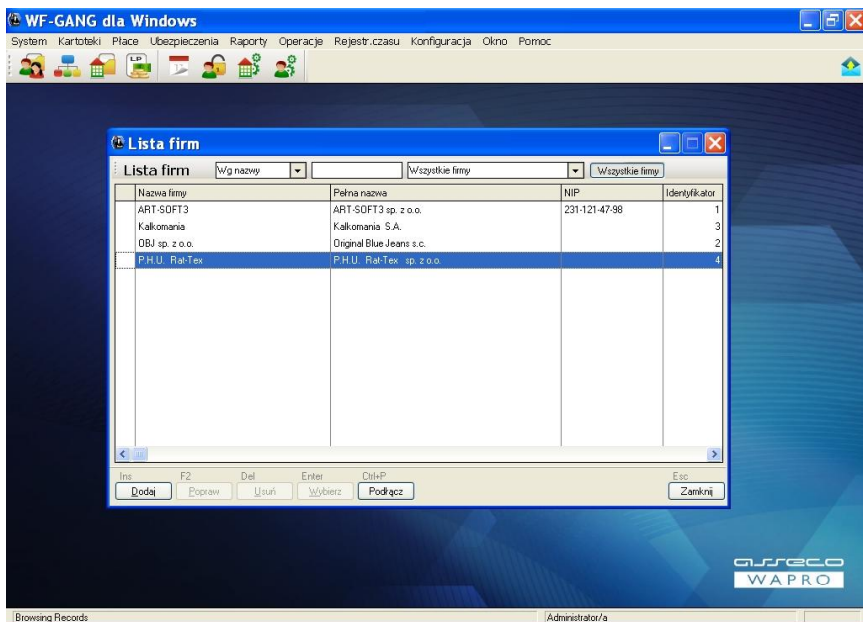 WF-GANG dla Windows
System Kartoteki Płace Ubezpieczenia Raporty Operacje Rejestr.czasu Konfiguracja Okno Pomoc
LP
Lista firm
Lista firm Wg nazwy Wszystkie firmy Wszystkie firmy
Nazwa firmy Pełna nazwa NIP Identyfikator
ART-SOFT3 ART-SOFT3 sp. z o.o. 231-121-47-98 1
Kalkomania Kalkomania S.A. 3
OBJ sp. z o.o. Original Blue Jeans s.c. 2
P.H.U. Rat-Tex P.H.U. Rat-Tex sp. z o.o. 4
Ins F2 Del Enter Ctrl+P Esc
Dodaj Popraw Usuń Wybierz Podłącz Zamknij
asseco
WAPRO
Browsing Records Administrator/a